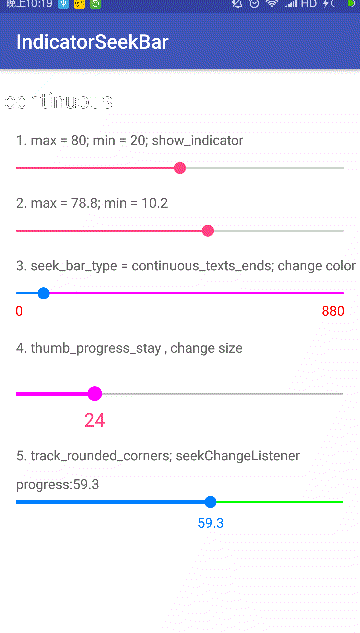 晚上10:19 HD
IndicatorSeekBar
continuous
1. max = 80; min = 20; show_indicator
2. max = 78.8; min = 10.2
3. seek_bar_type = continuous_texts_ends; change color
0 880
4. thumb_progress_stay , change size
24
5. track_rounded_corners; seekChangeListener
progress:59.3
59.3